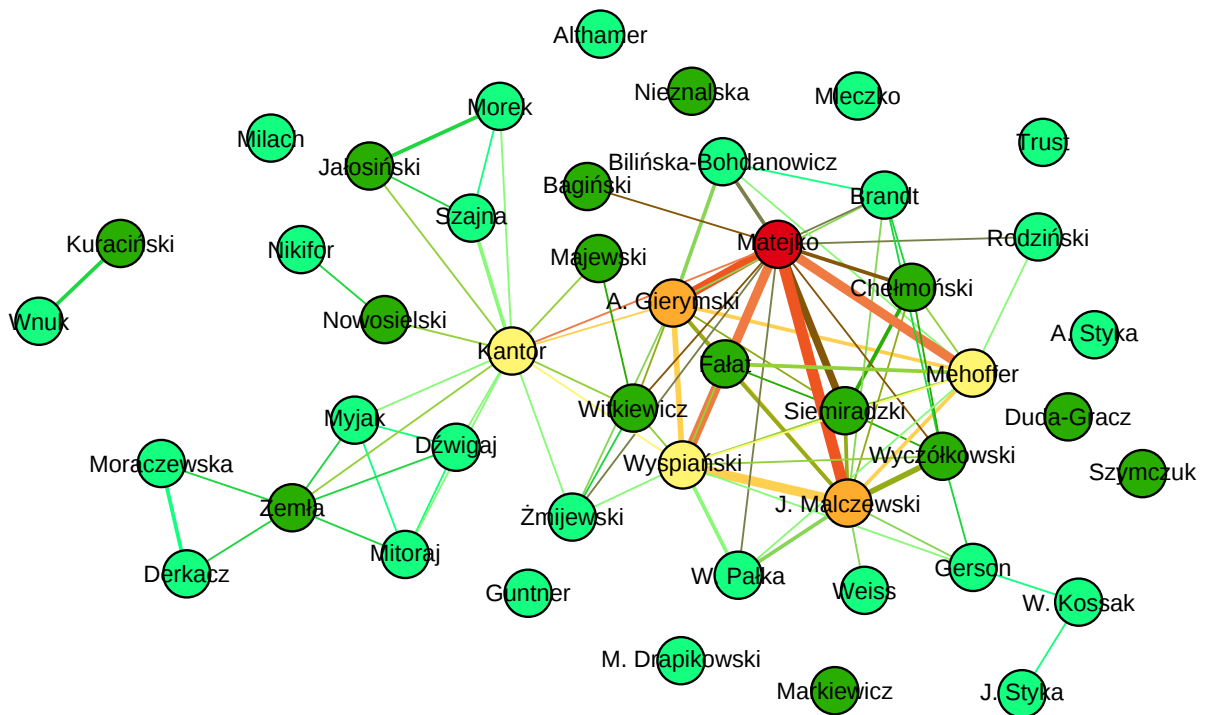 Althamer
Nieznalska
Mleczko
Morek
Milach
Trust
Jałosiński
Bilińska-Bohdanowicz
Bagiński
Brandt
Szajna
Kuraciński
Nikifor
Matejko
Rodziński
Majewski
Chełmoński
A. Gierymski
Wnuk
Nowosielski
A. Styka
Kantor
Fałat
Mehoffer
Witkiewicz
Siemiradzki
Duda-Gracz
Myjak
Dźwigaj
Wyczółkowski
Moraczewska
Wyspiański
Szymczuk
Zemła
J. Malczewski
Żmijewski
Mitoraj
Derkacz
W. Pałka
Gerson
Guntner
Weiss
W. Kossak
M. Drapikowski
Markiewicz
J. Styka